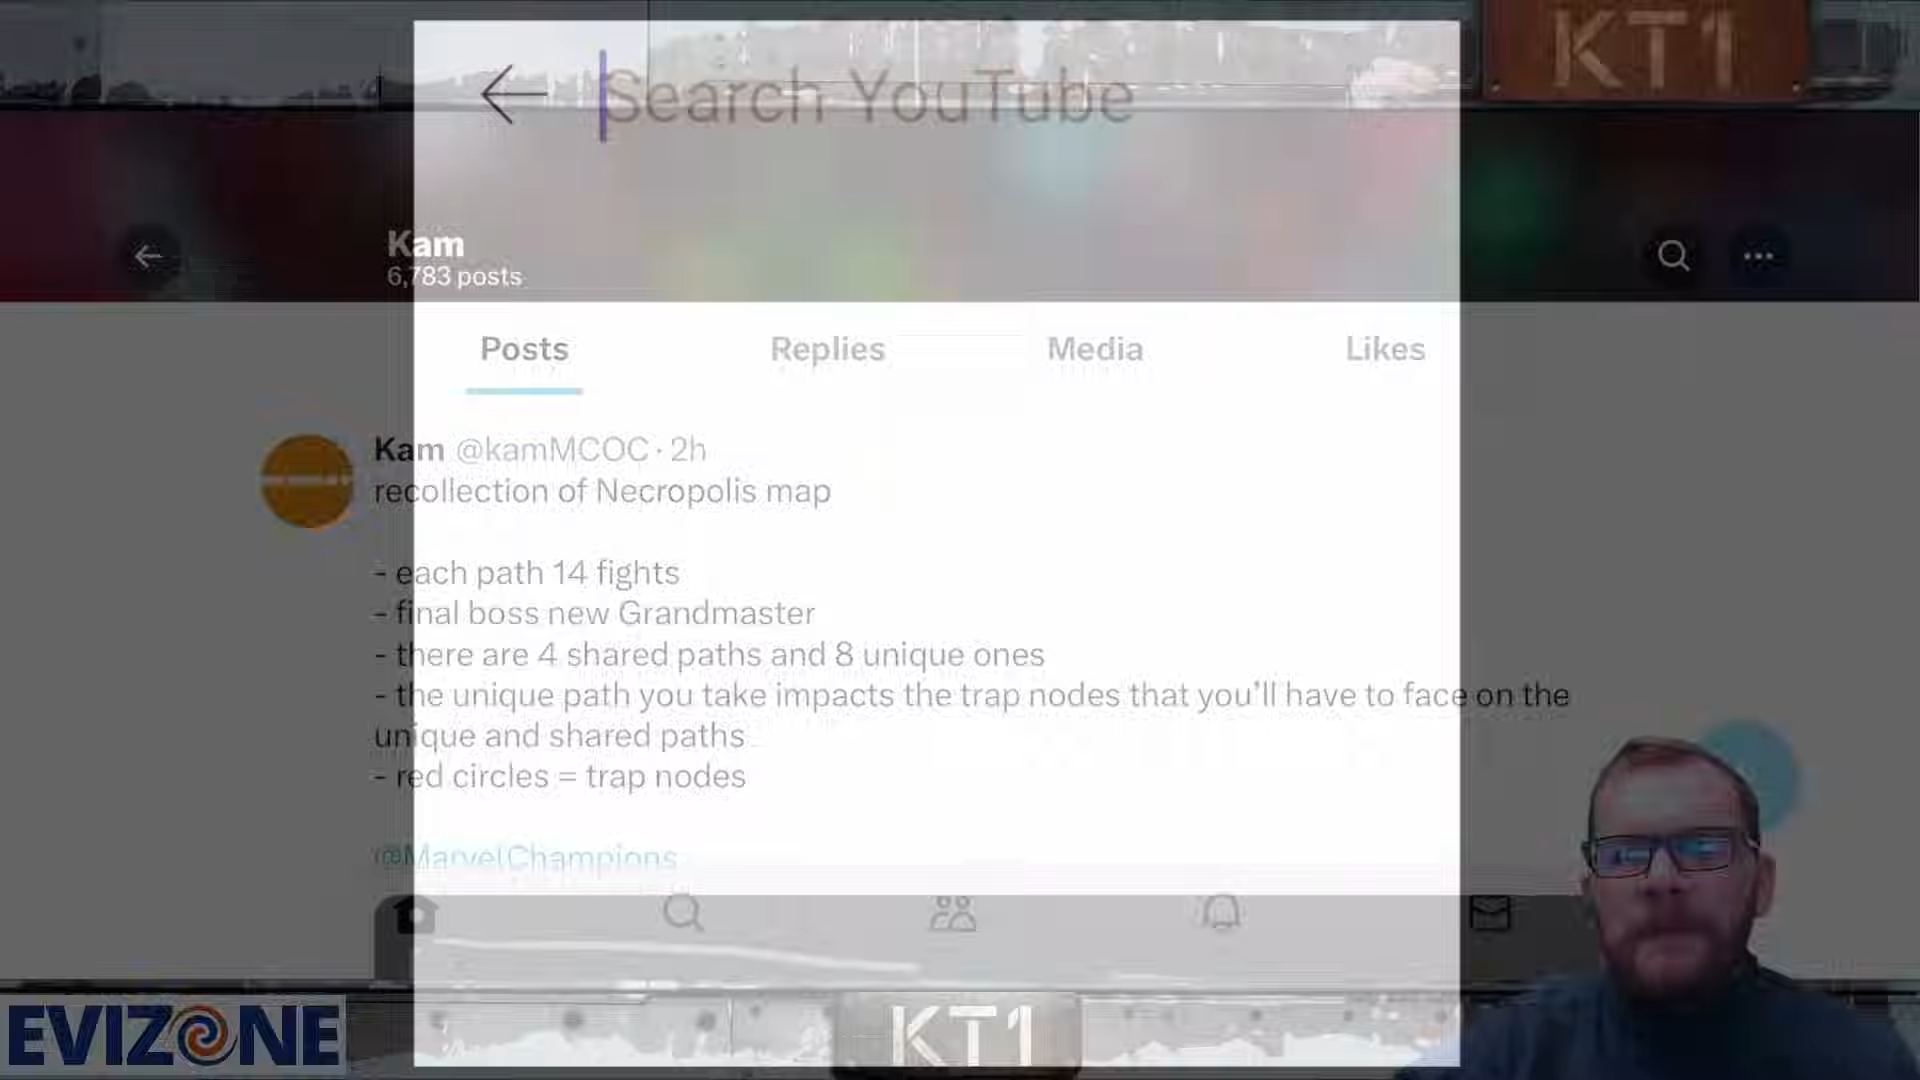 KT1
Search YouTube
Kam
6,783 posts
Posts
Replies
Media
Likes
Kam @kamMCOC · 2h
recollection of Necropolis map
- each path 14 fights
- final boss new Grandmaster
- there are 4 shared paths and 8 unique ones
- the unique path you take impacts the trap nodes that you'll have to face on the
unique and shared paths
- red circles = trap nodes
@MarvelChampions
EVIZONE
KT1